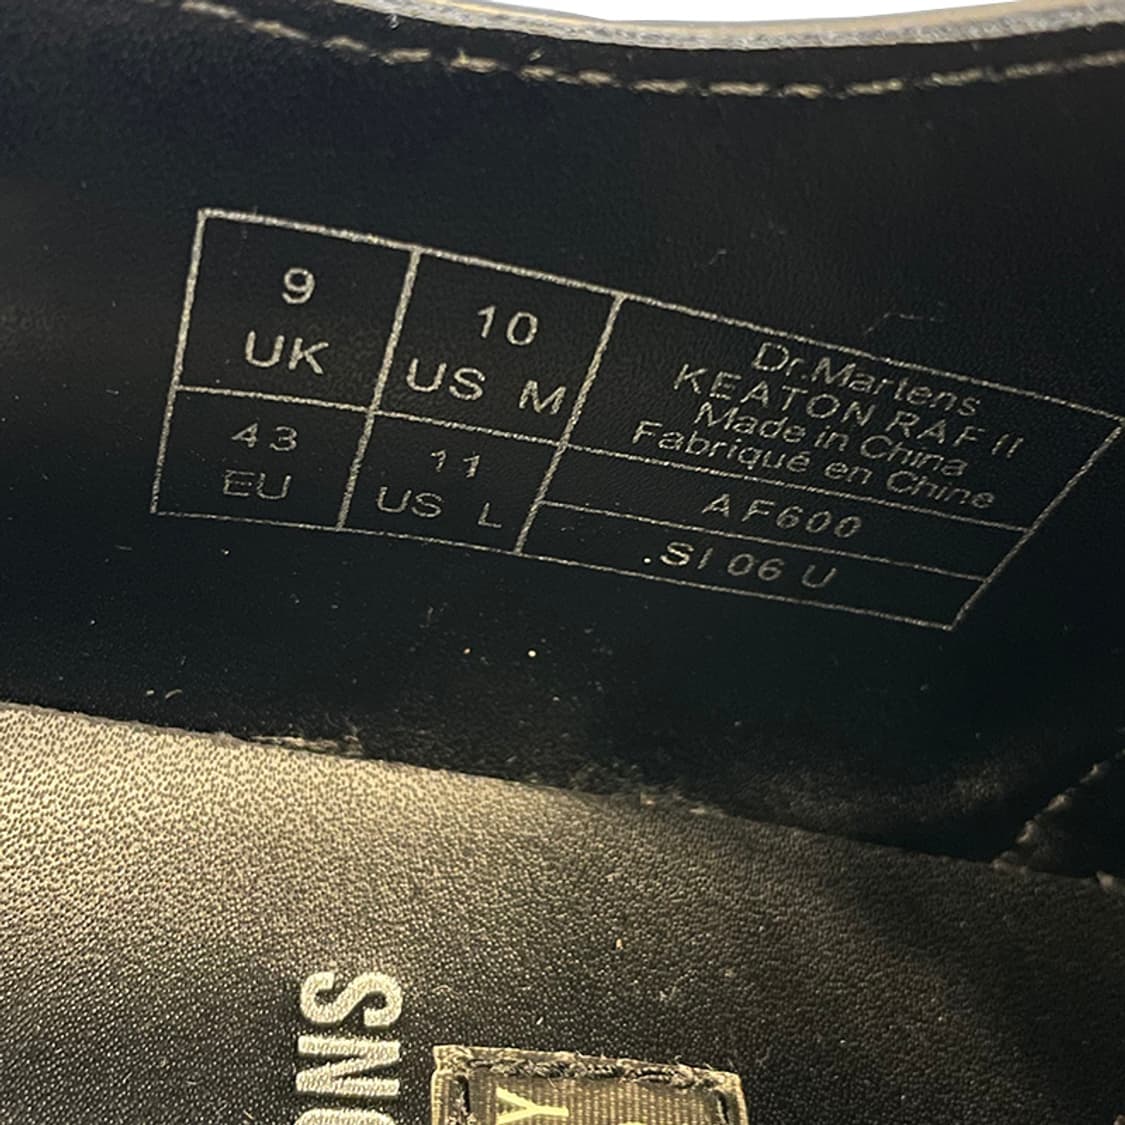 9
UK
10
US M
43
EU
11
US L
Dr.Martens
KEATON RAF II
Made in China
Fabriqué en Chine
AF600
.SI 06 U
ONS
Y